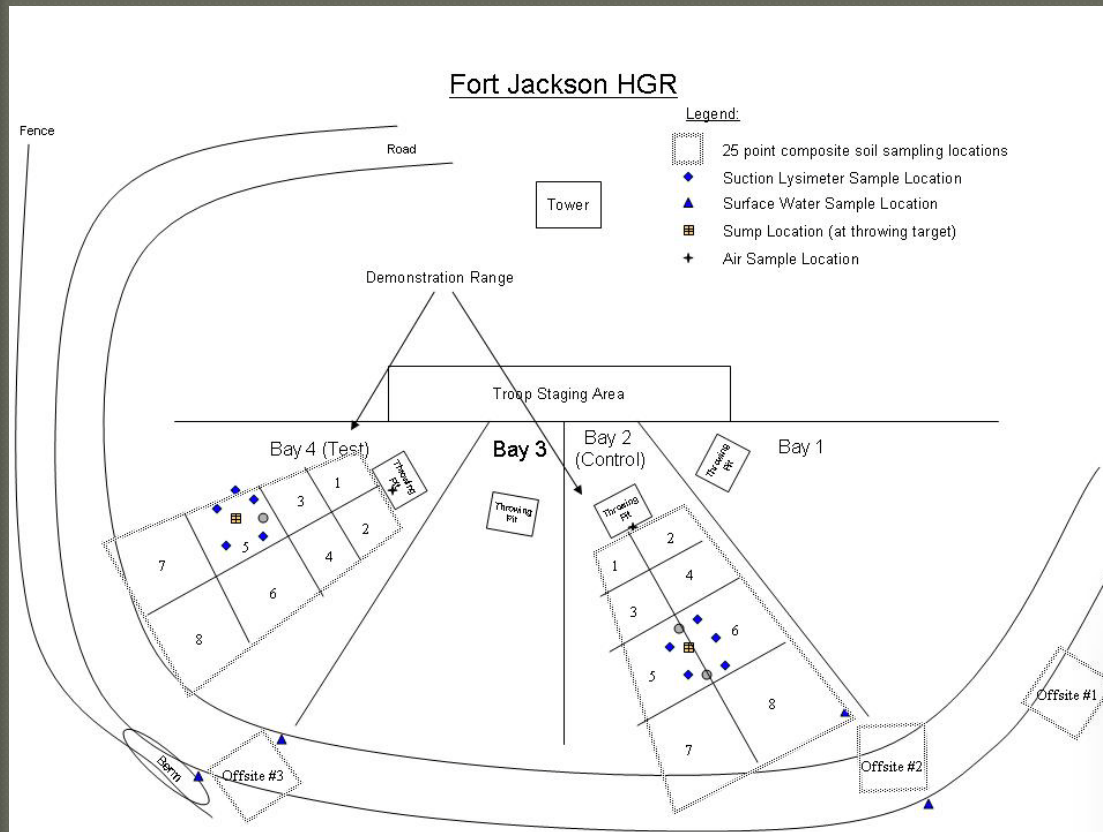 Fort Jackson HGR
Legend:
25 point composite soil sampling locations
Suction Lysimeter Sample Location
Surface Water Sample Location
Sump Location (at throwing target)
Air Sample Location
Fence
Road
Tower
Demonstration Range
Troop Staging Area
Bay 4 (Test)
Bay 3
Bay 2
(Control)
Bay 1
Throwing
Pit
1
2
3
4
5
6
7
8
Throwing
Pit
Throwing
Pit
1
2
3
4
5
6
7
8
Throwing
Pit
Offsite #1
Offsite #2
Offsite #3
Berm